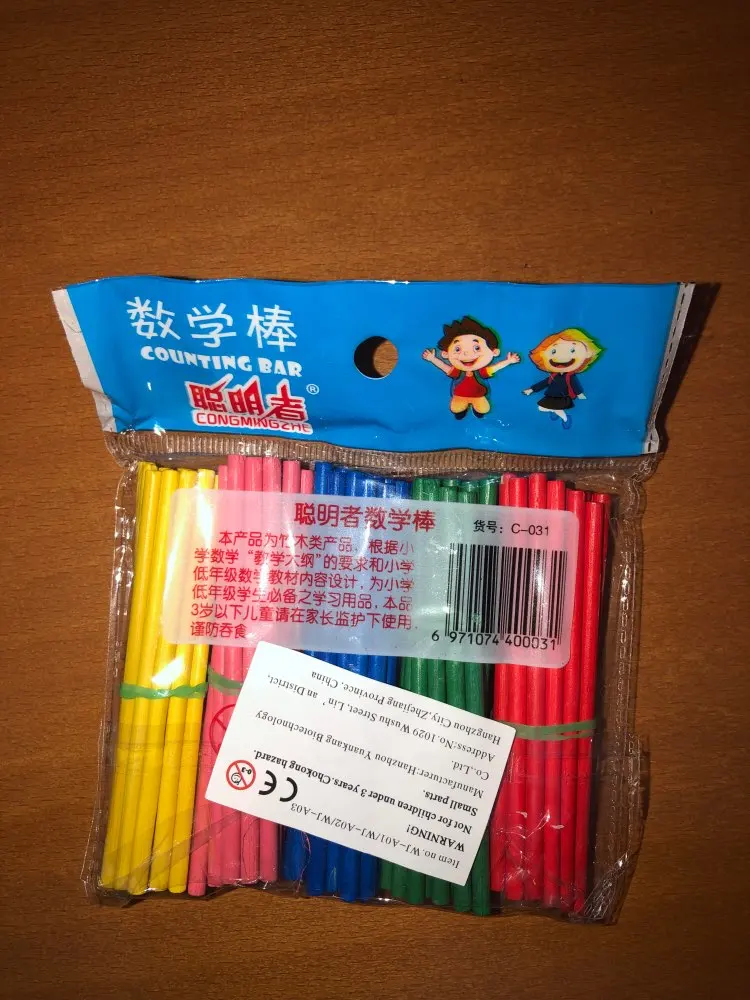 数学棒
COUNTING BAR
聪明者®
CONGMINGZHE
聪明者数学棒
货号：C-031
本产品为竹木类产品，根据小
学数学“教学大纲”的要求和小学
低年级数学教材内容设计，为小学
低年级学生必备之学习用品，本品
3岁以下儿童请在家长监护下使用，
谨防吞食
6 971074 400031
Item no. WJ-A01/WJ-A02/WJ-A03
WARNING!
Not for children under 3 years.Chokong hazard.
Small parts.
Manufacturer:Hanzhou Yuankang Biotechnology
Co.,Ltd.
Address:No.1029 Wushu Street, Lin'an District,
Hangzhou City,Zhejiang Province, China
0-3
CE